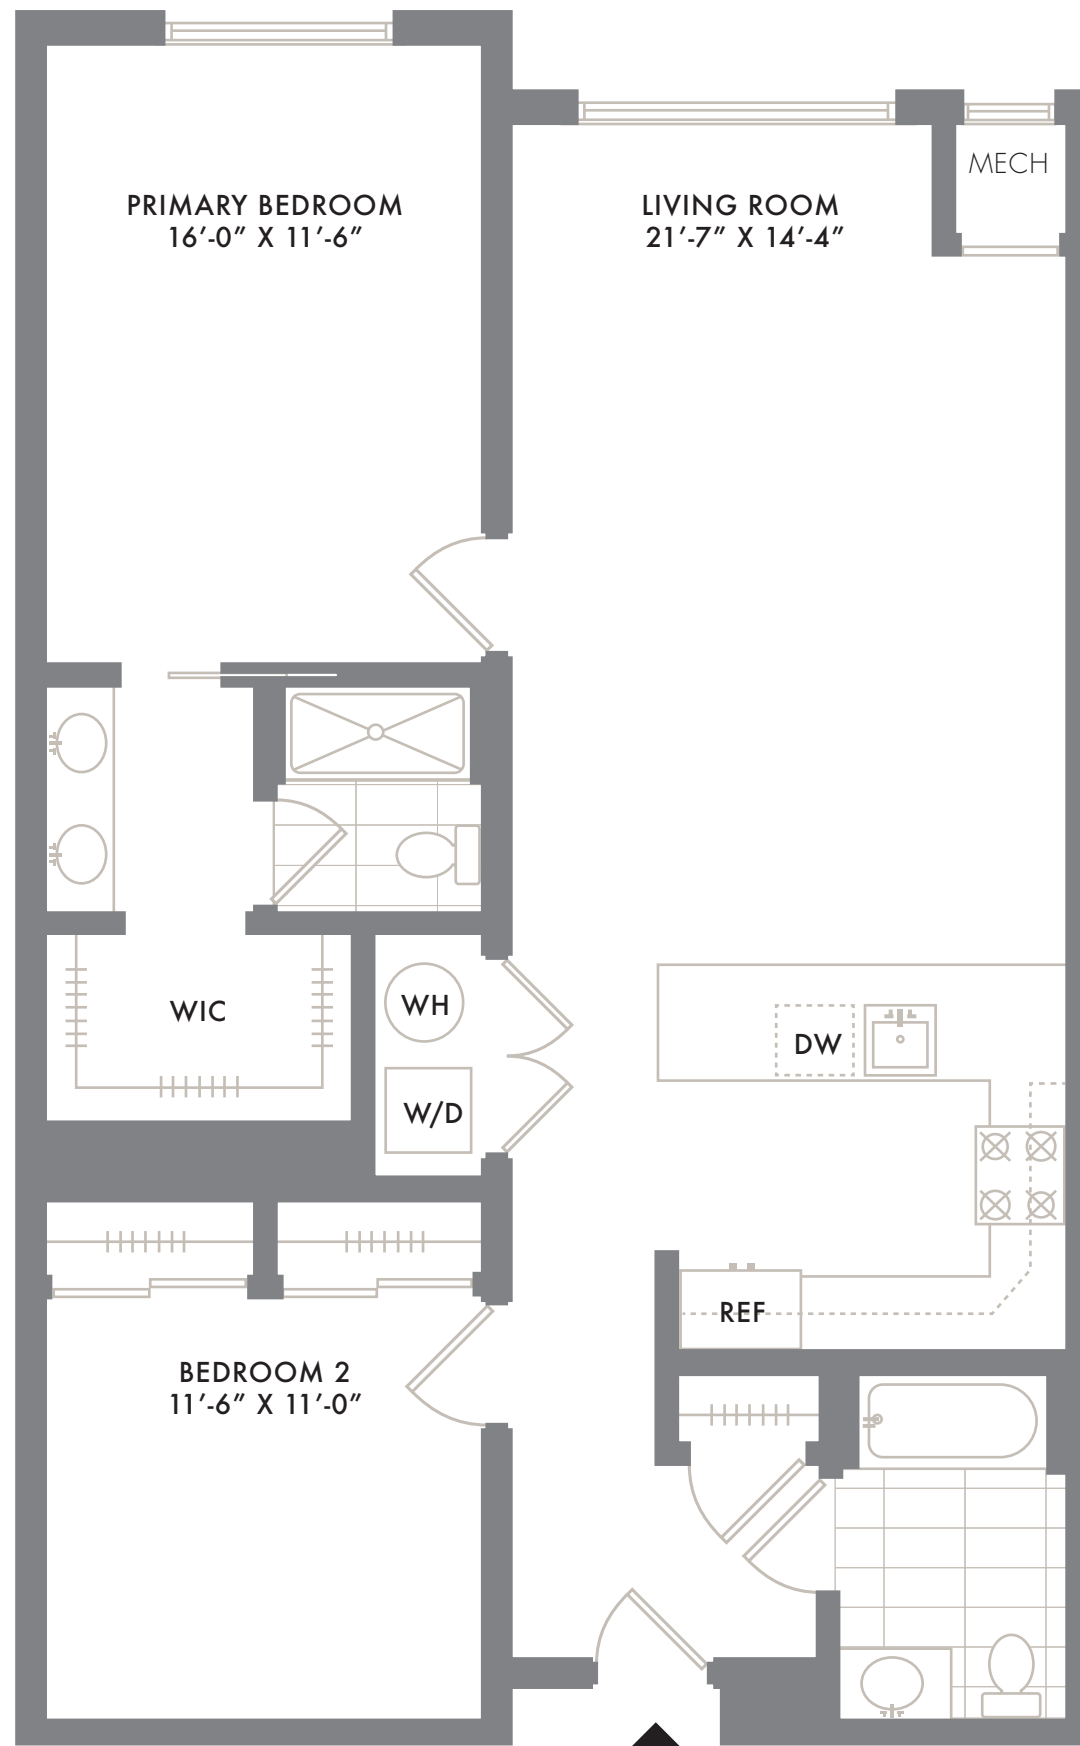 PRIMARY BEDROOM
16′-0″ X 11′-6″
LIVING ROOM
21′-7″ X 14′-4″
MECH
WIC
WH
W/D
DW
REF
BEDROOM 2
11′-6″ X 11′-0″